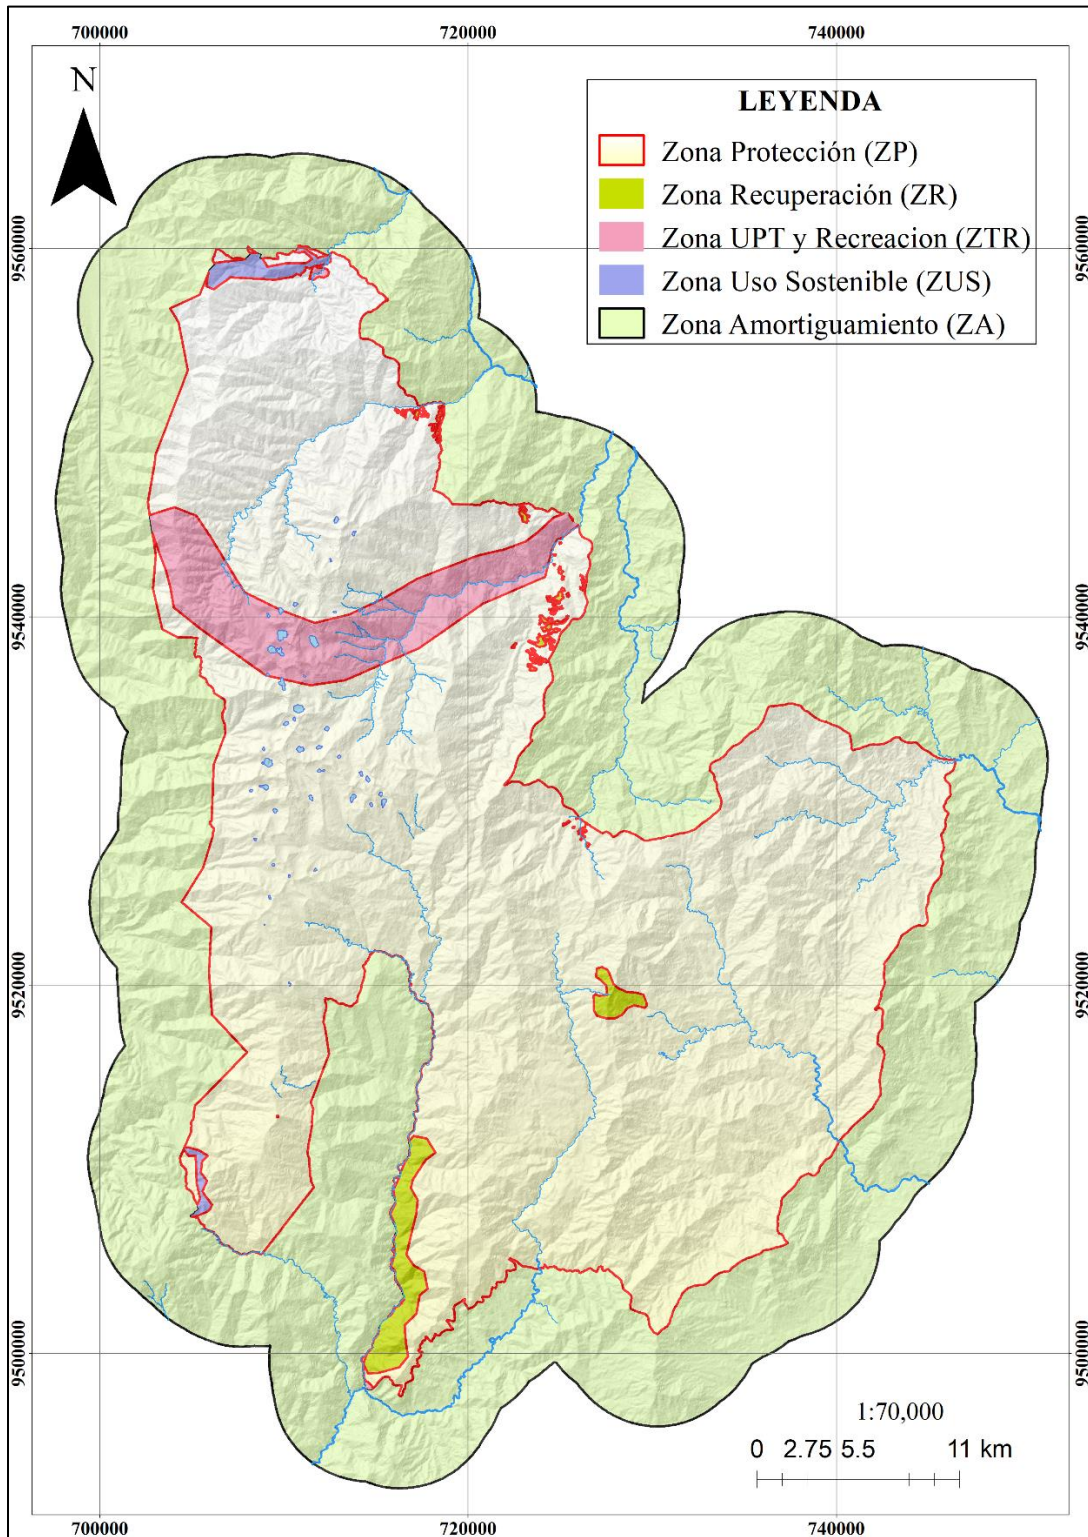 700000 720000 740000
N
LEYENDA
Zona Protección (ZP)
Zona Recuperación (ZR)
Zona UPT y Recreacion (ZTR)
Zona Uso Sostenible (ZUS)
Zona Amortiguamiento (ZA)
9560000 9560000
9540000 9540000
9520000 9520000
9500000 9500000
1:70,000
0 2.75 5.5 11 km
700000 720000 740000